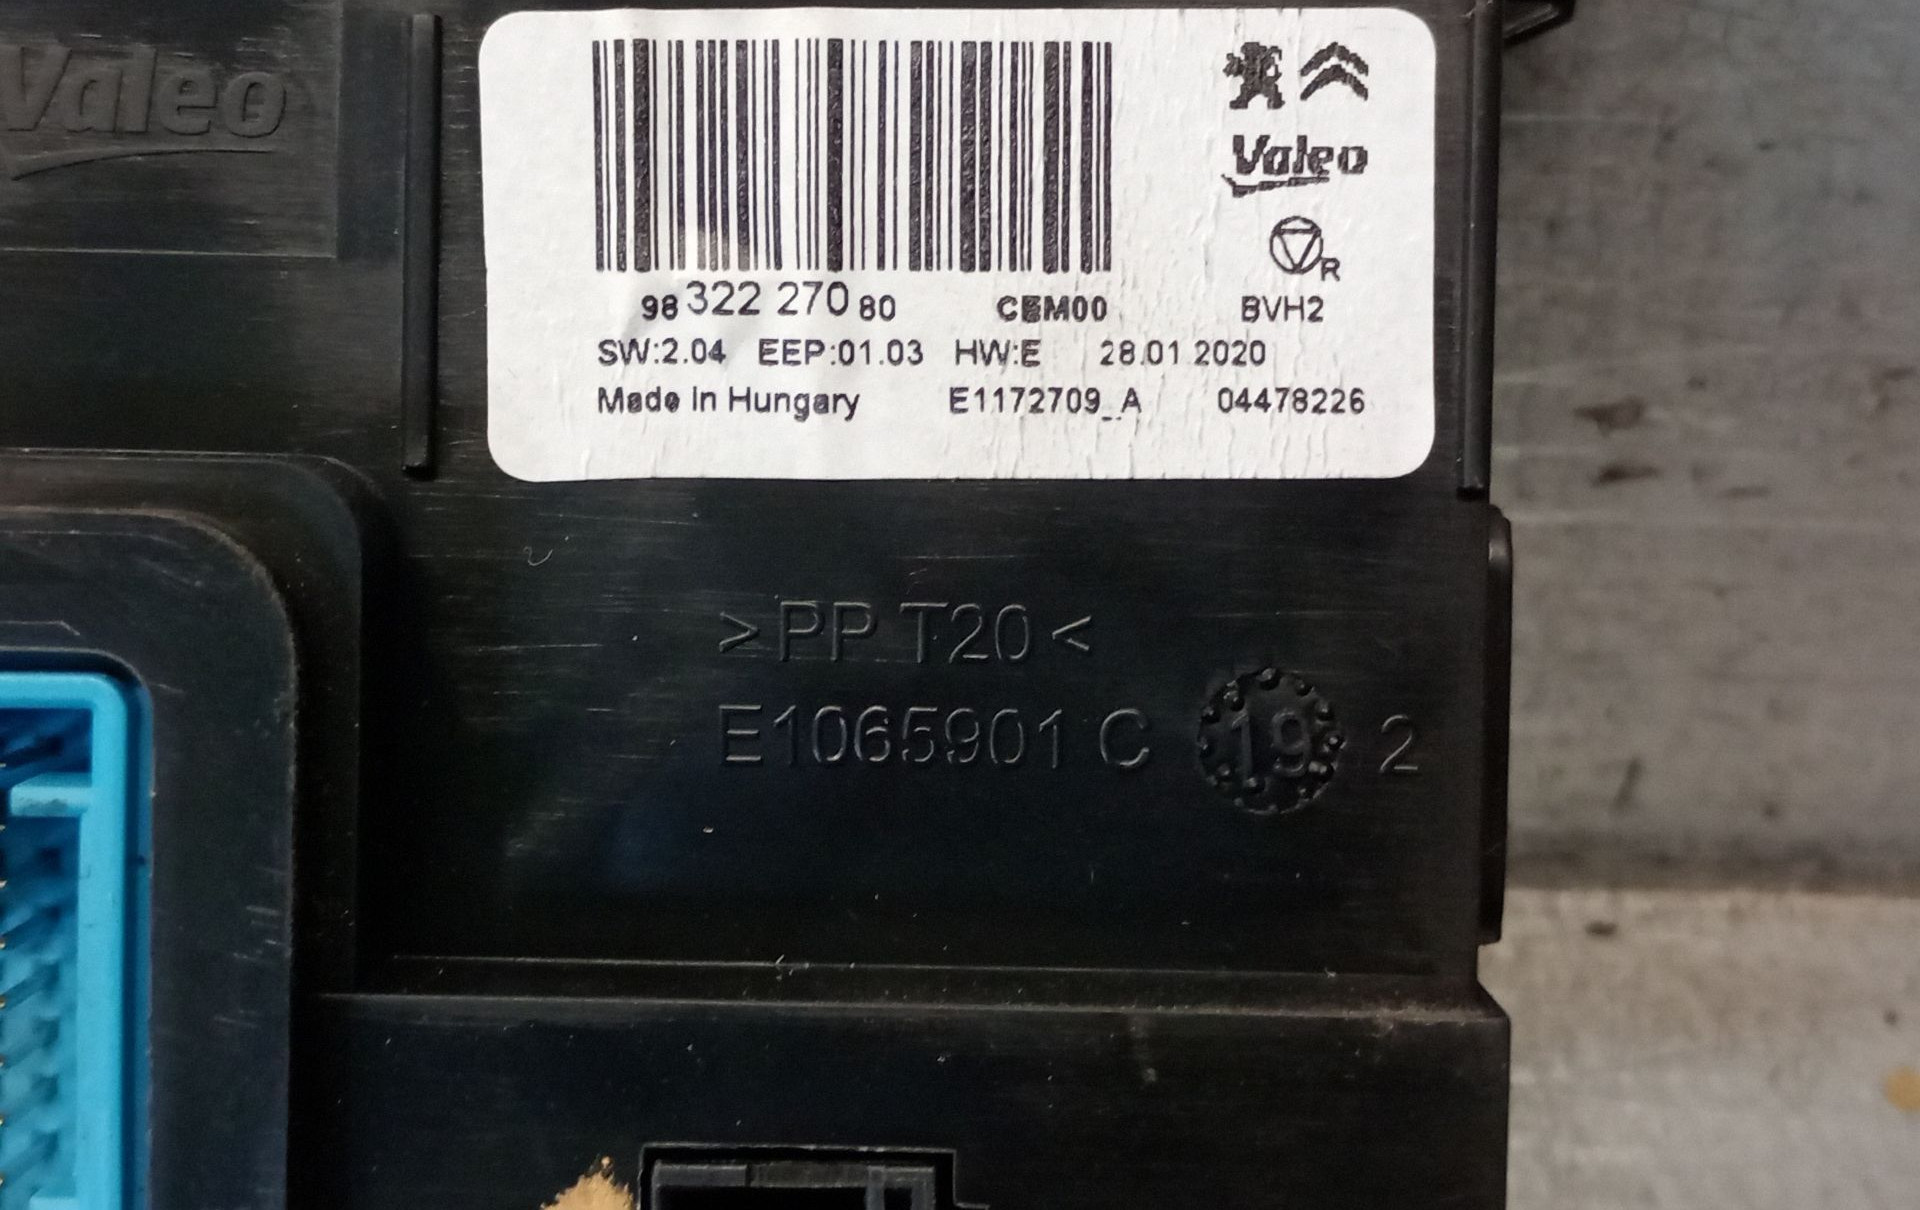 Valeo
Valeo
R
98 322 270 80 CEM00 BVH2
SW:2.04 EEP:01.03 HW:E 28.01.2020
Made In Hungary E1172709_A 04478226
>PP T20<
E1065901 C 19 2